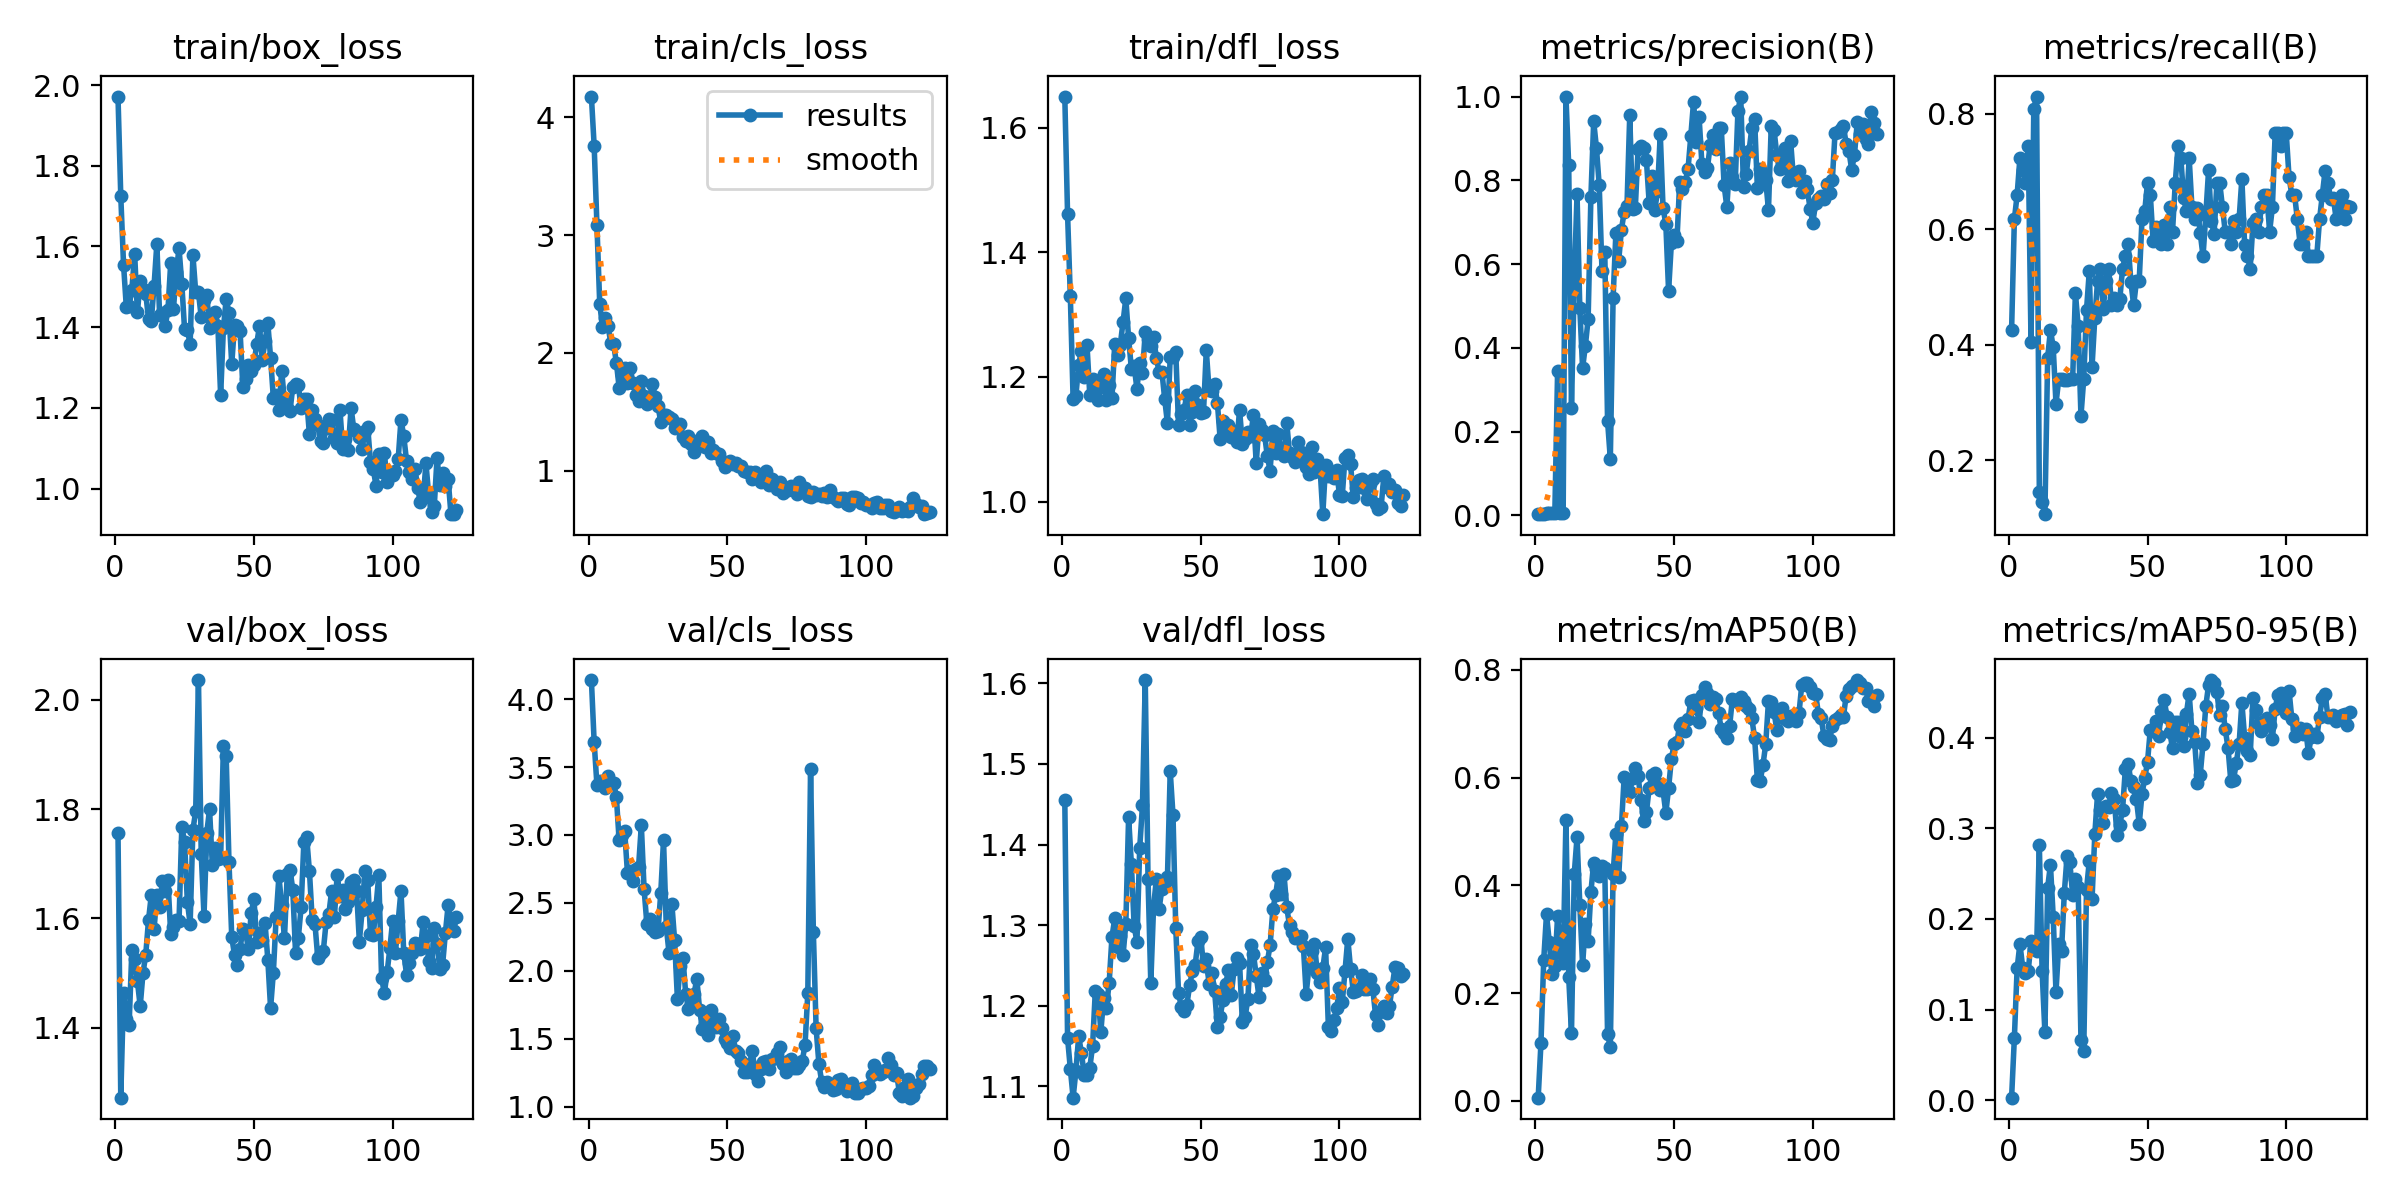 train/box_loss
2.0
1.8
1.6
1.4
1.2
1.0
0 50 100
train/cls_loss
results
smooth
4
3
2
1
0 50 100
train/dfl_loss
1.6
1.4
1.2
1.0
0 50 100
metrics/precision(B)
1.0
0.8
0.6
0.4
0.2
0.0
0 50 100
metrics/recall(B)
0.8
0.6
0.4
0.2
0 50 100
val/box_loss
2.0
1.8
1.6
1.4
0 50 100
val/cls_loss
4.0
3.5
3.0
2.5
2.0
1.5
1.0
0 50 100
val/dfl_loss
1.6
1.5
1.4
1.3
1.2
1.1
0 50 100
metrics/mAP50(B)
0.8
0.6
0.4
0.2
0.0
0 50 100
metrics/mAP50-95(B)
0.4
0.3
0.2
0.1
0.0
0 50 100